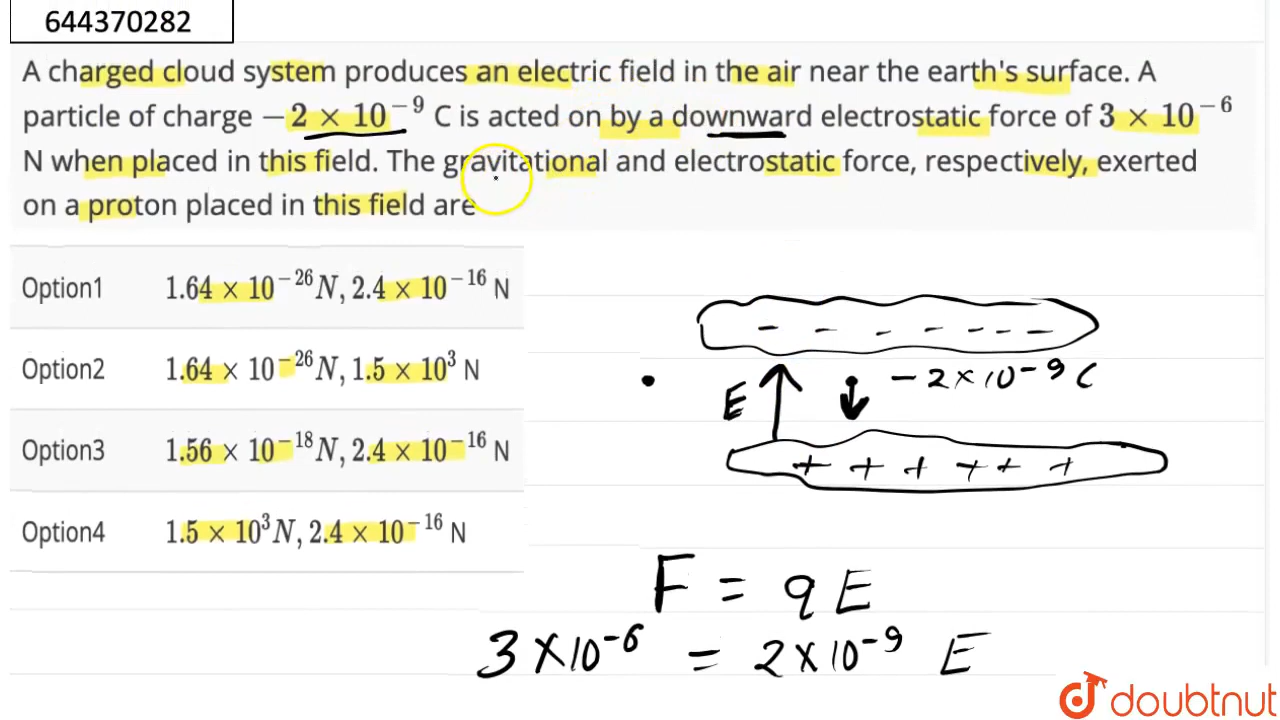 644370282
A charged cloud system produces an electric field in the air near the earth's surface. A
particle of charge −2 × 10⁻⁹ C is acted on by a downward electrostatic force of 3 × 10⁻⁶
N when placed in this field. The gravitational and electrostatic force, respectively, exerted
on a proton placed in this field are
Option1 1.64 × 10⁻²⁶ N, 2.4 × 10⁻¹⁶ N
Option2 1.64 × 10⁻²⁶ N, 1.5 × 10³ N
Option3 1.56 × 10⁻¹⁸ N, 2.4 × 10⁻¹⁶ N
Option4 1.5 × 10³ N, 2.4 × 10⁻¹⁶ N
- - - - - - -
E −2×10⁻⁹ C
+ + + + + +
F = qE
3×10⁻⁶ = 2×10⁻⁹ E
doubtnut